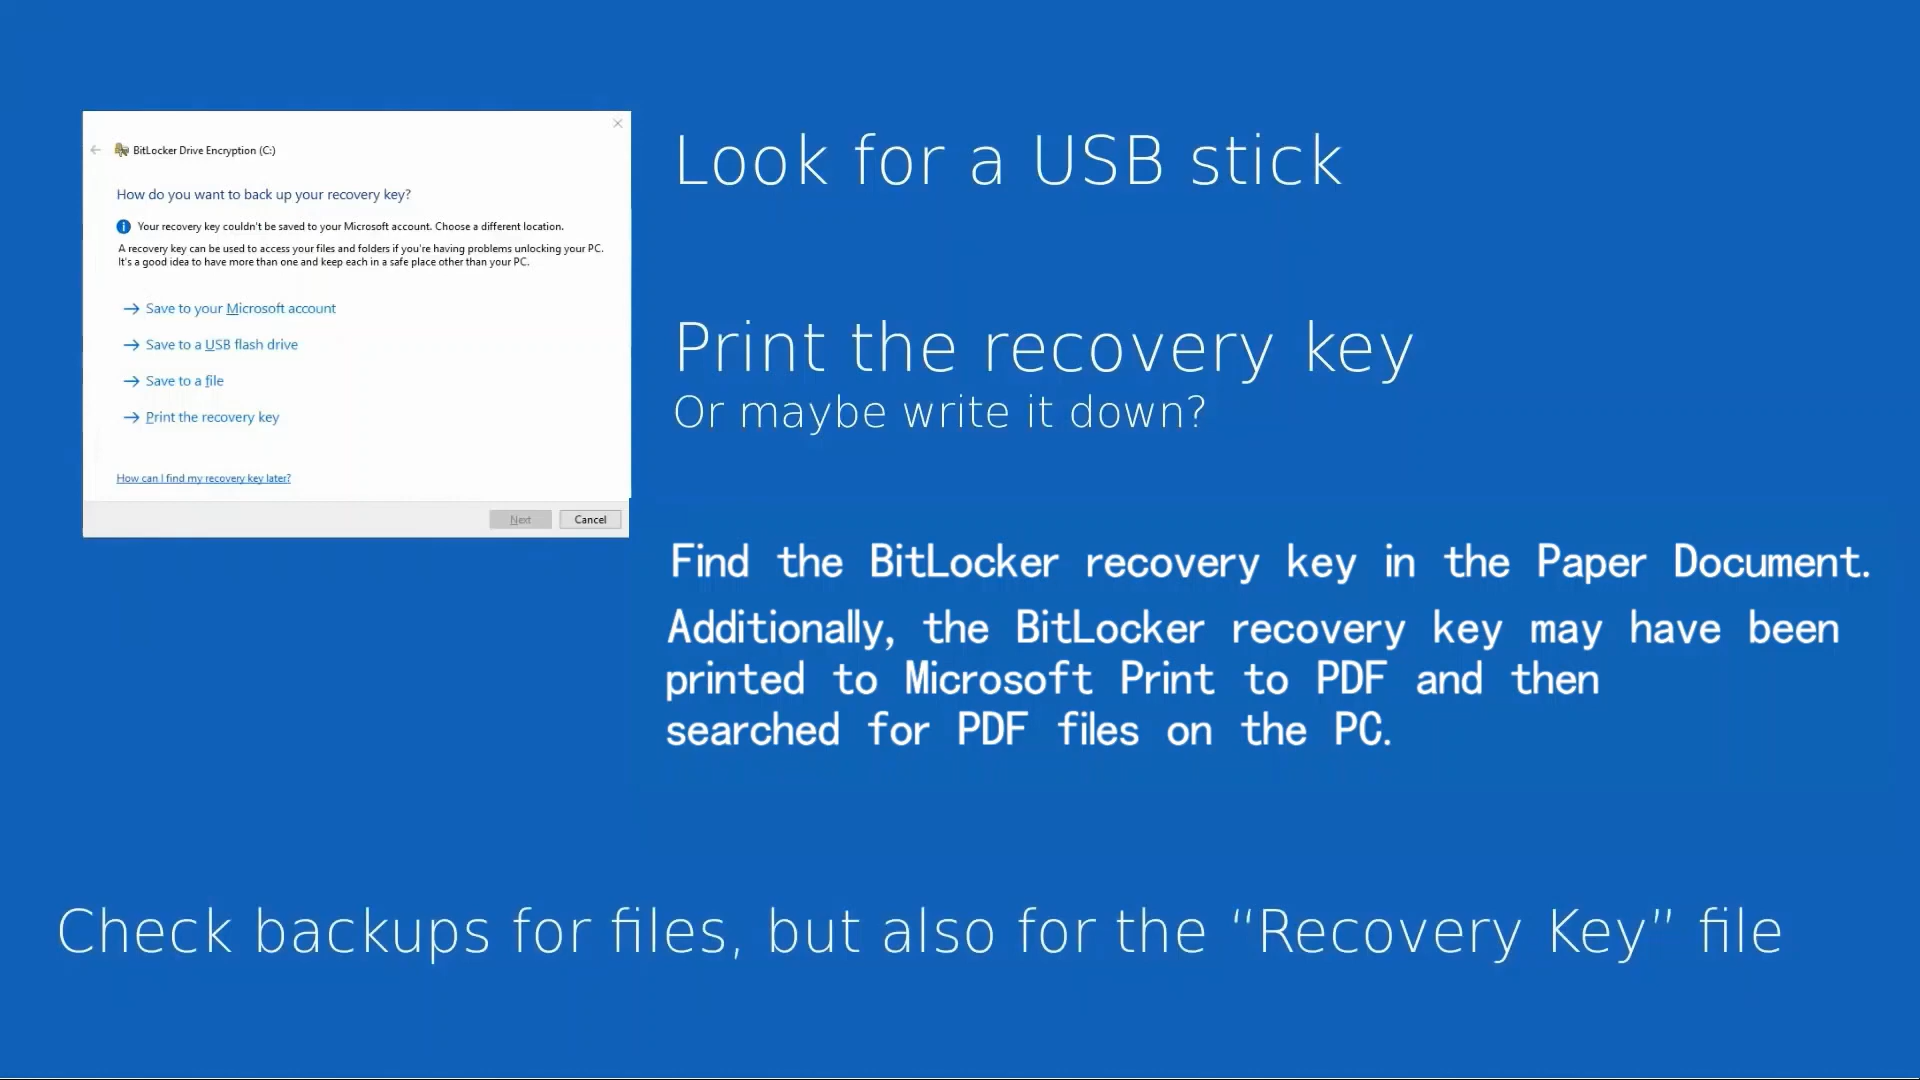 BitLocker Drive Encryption (C:)
How do you want to back up your recovery key?
Your recovery key couldn't be saved to your Microsoft account. Choose a different location.
A recovery key can be used to access your files and folders if you're having problems unlocking your PC.
It's a good idea to have more than one and keep each in a safe place other than your PC.
Save to your Microsoft account
Save to a USB flash drive
Save to a file
Print the recovery key
How can I find my recovery key later?
Next Cancel
Look for a USB stick
Print the recovery key
Or maybe write it down?
Find the BitLocker recovery key in the Paper Document.
Additionally, the BitLocker recovery key may have been
printed to Microsoft Print to PDF and then
searched for PDF files on the PC.
Check backups for files, but also for the “Recovery Key” file